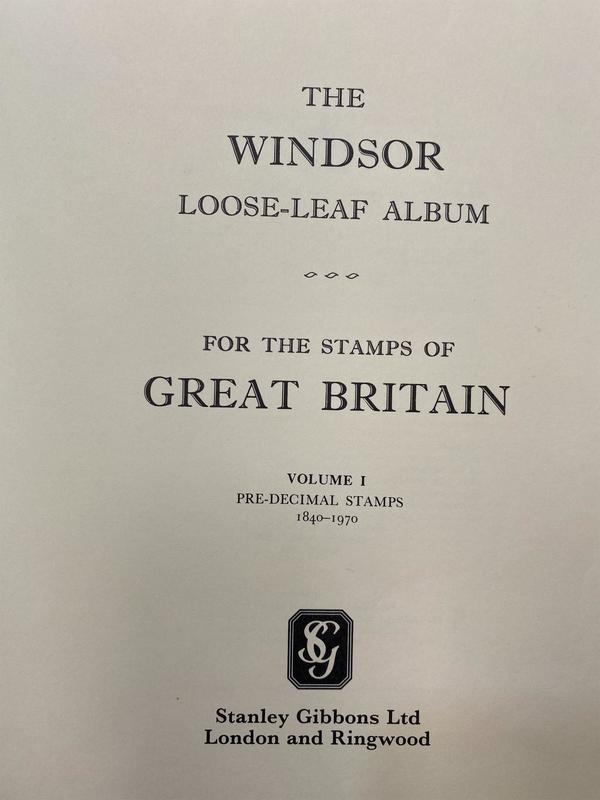 THE
WINDSOR
LOOSE-LEAF ALBUM
FOR THE STAMPS OF
GREAT BRITAIN
VOLUME I
PRE-DECIMAL STAMPS
1840–1970
SG
Stanley Gibbons Ltd
London and Ringwood